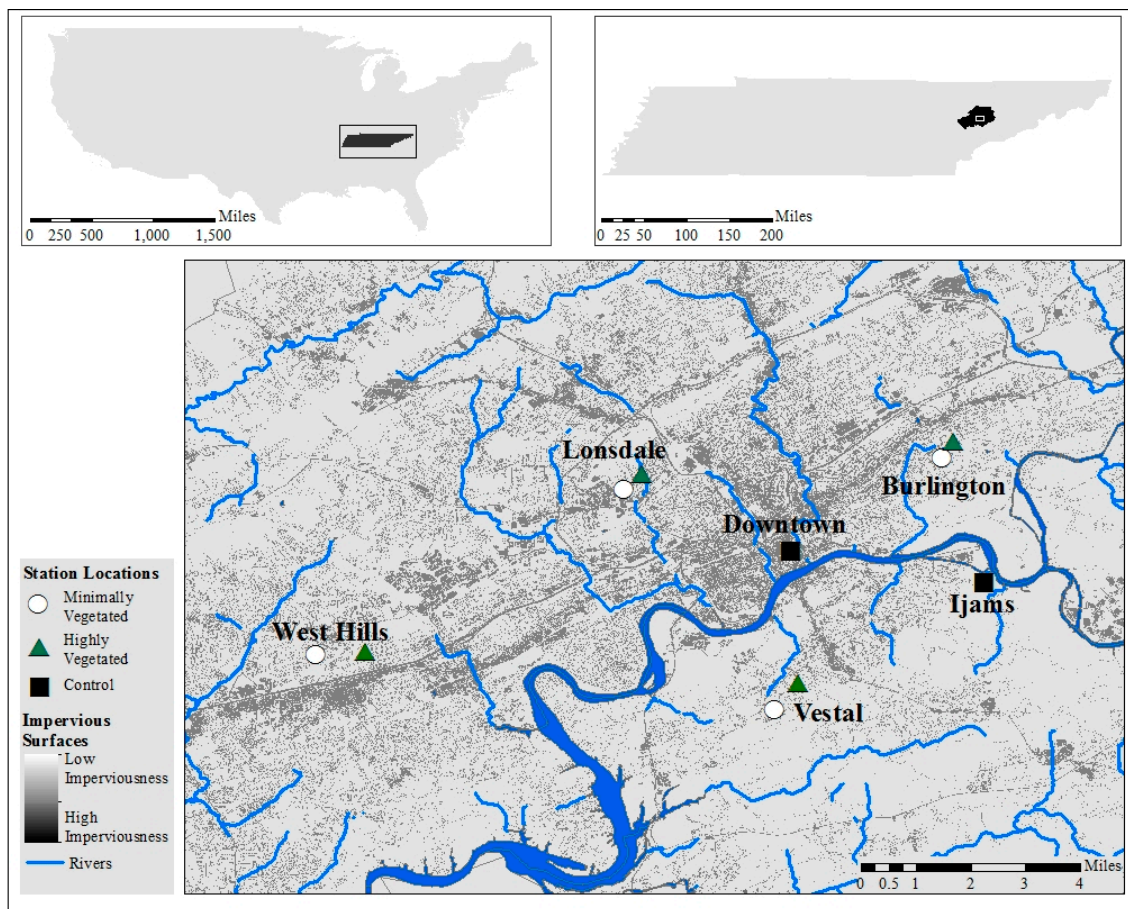 Miles
0 250 500 1,000 1,500
Miles
0 25 50 100 150 200
Lonsdale
Burlington
Downtown
Ijams
West Hills
Vestal
Station Locations
Minimally
Vegetated
Highly
Vegetated
Control
Impervious
Surfaces
Low
Imperviousness
High
Imperviousness
Rivers
Miles
0 0.5 1 2 3 4